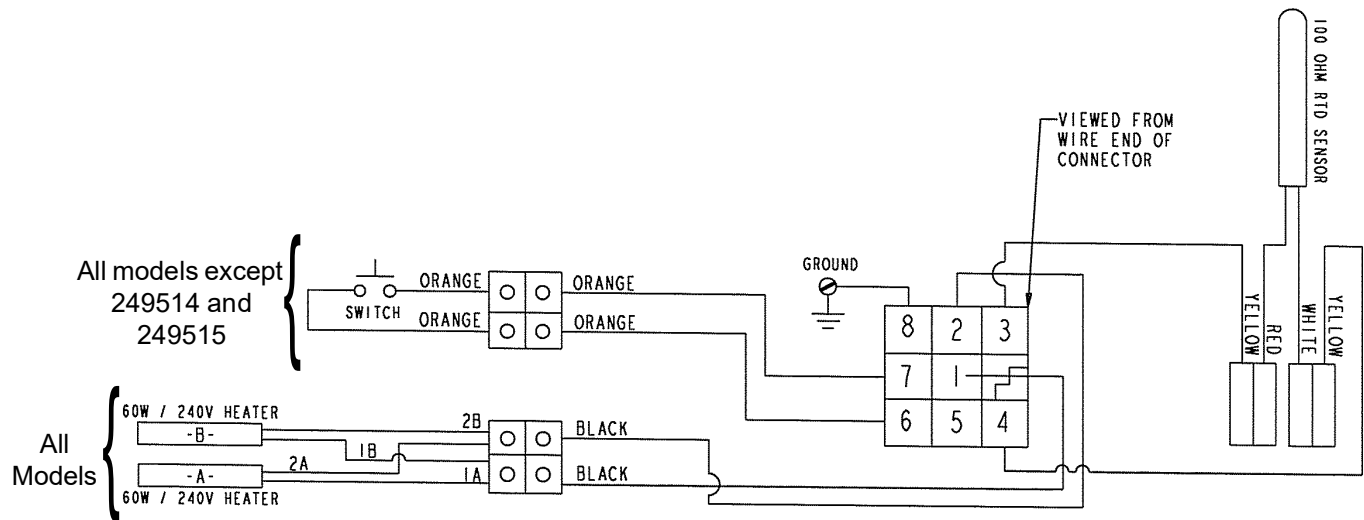 100 OHM RTD SENSOR
VIEWED FROM
WIRE END OF
CONNECTOR
All models except
249514 and
249515
SWITCH
ORANGE
ORANGE
ORANGE
ORANGE
GROUND
8 2 3
7 1
6 5 4
YELLOW
RED
WHITE
YELLOW
All
Models
60W / 240V HEATER
-B-
2B
1B
2A
-A-
1A
60W / 240V HEATER
BLACK
BLACK